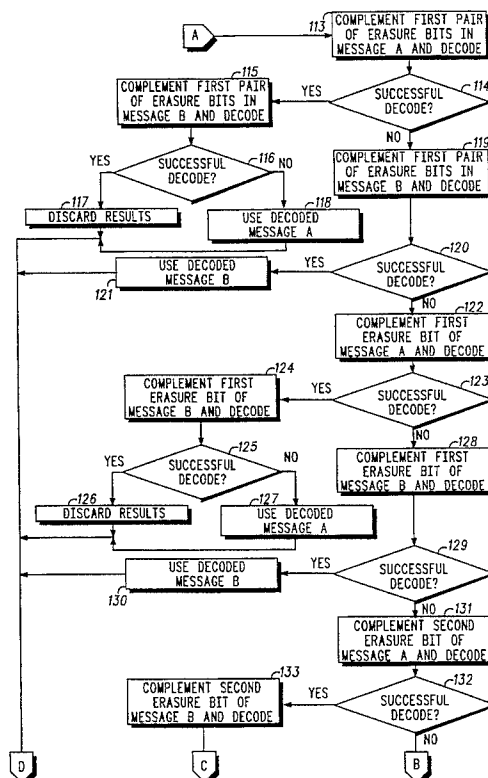 A
113
COMPLEMENT FIRST PAIR
OF ERASURE BITS IN
MESSAGE A AND DECODE
114
SUCCESSFUL
DECODE?
YES
NO
115
COMPLEMENT FIRST PAIR
OF ERASURE BITS IN
MESSAGE B AND DECODE
116
SUCCESSFUL
DECODE?
YES
NO
117
DISCARD RESULTS
118
USE DECODED
MESSAGE A
119
COMPLEMENT FIRST PAIR
OF ERASURE BITS IN
MESSAGE B AND DECODE
120
SUCCESSFUL
DECODE?
YES
NO
USE DECODED
MESSAGE B
121
122
COMPLEMENT FIRST
ERASURE BIT OF
MESSAGE A AND DECODE
123
SUCCESSFUL
DECODE?
YES
NO
124
COMPLEMENT FIRST
ERASURE BIT OF
MESSAGE B AND DECODE
125
SUCCESSFUL
DECODE?
YES
NO
126
DISCARD RESULTS
127
USE DECODED
MESSAGE A
128
COMPLEMENT FIRST
ERASURE BIT OF
MESSAGE B AND DECODE
129
SUCCESSFUL
DECODE?
YES
NO
USE DECODED
MESSAGE B
130
131
COMPLEMENT SECOND
ERASURE BIT OF
MESSAGE A AND DECODE
132
SUCCESSFUL
DECODE?
YES
NO
133
COMPLEMENT SECOND
ERASURE BIT OF
MESSAGE B AND DECODE
D
C
B